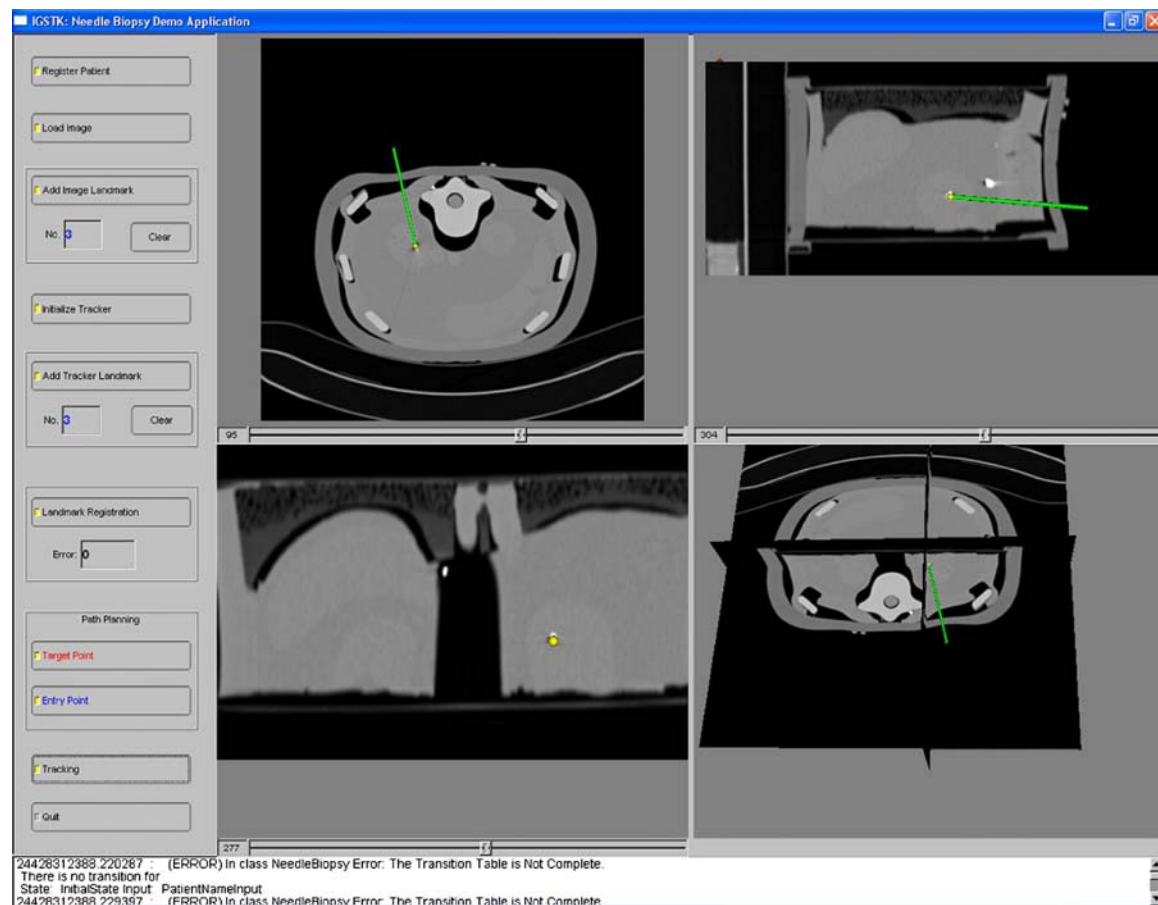 IGSTK: Needle Biopsy Demo Application
Register Patient
Load Image
Add Image Landmark
No. 3 Clear
Initialize Tracker
Add Tracker Landmark
No. 3 Clear
Landmark Registration
Error: 0
Path Planning
Target Point
Entry Point
Tracking
Quit
95
304
277
24428312388.220287 : (ERROR) In class NeedleBiopsy Error: The Transition Table is Not Complete.
There is no transition for
State: InitialState Input: PatientNameInput
24428312388.229397 : (ERROR) In class NeedleBiopsy Error: The Transition Table is Not Complete.